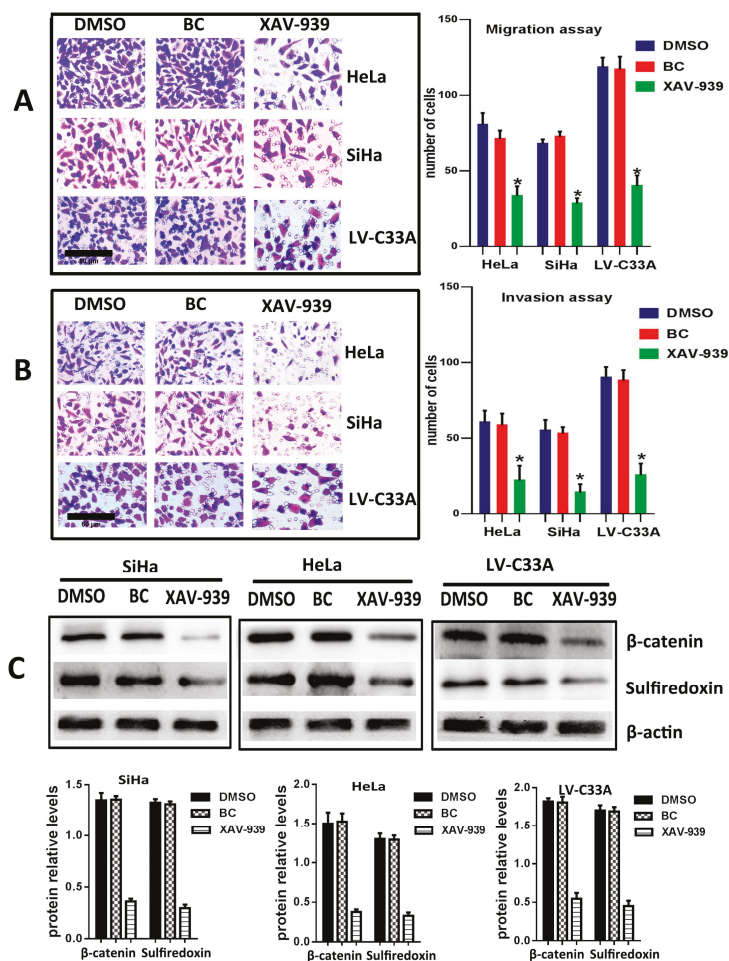 A
DMSO BC XAV-939
HeLa
SiHa
LV-C33A
Migration assay
DMSO
BC
XAV-939
number of cells
150
100
50
0
* * *
HeLa SiHa LV-C33A
B
DMSO BC XAV-939
HeLa
SiHa
LV-C33A
Invasion assay
DMSO
BC
XAV-939
number of cells
150
100
50
0
* * *
HeLa SiHa LV-C33A
C
SiHa HeLa LV-C33A
DMSO BC XAV-939 DMSO BC XAV-939 DMSO BC XAV-939
β-catenin
Sulfiredoxin
β-actin
SiHa
DMSO
BC
XAV-939
protein relative levels
1.5
1.0
0.5
0.0
β-catenin Sulfiredoxin
HeLa
DMSO
BC
XAV-939
protein relative levels
2.0
1.5
1.0
0.5
0.0
β-catenin Sulfiredoxin
LV-C33A
DMSO
BC
XAV-939
protein relative levels
2.0
1.5
1.0
0.5
0.0
β-catenin Sulfiredoxin